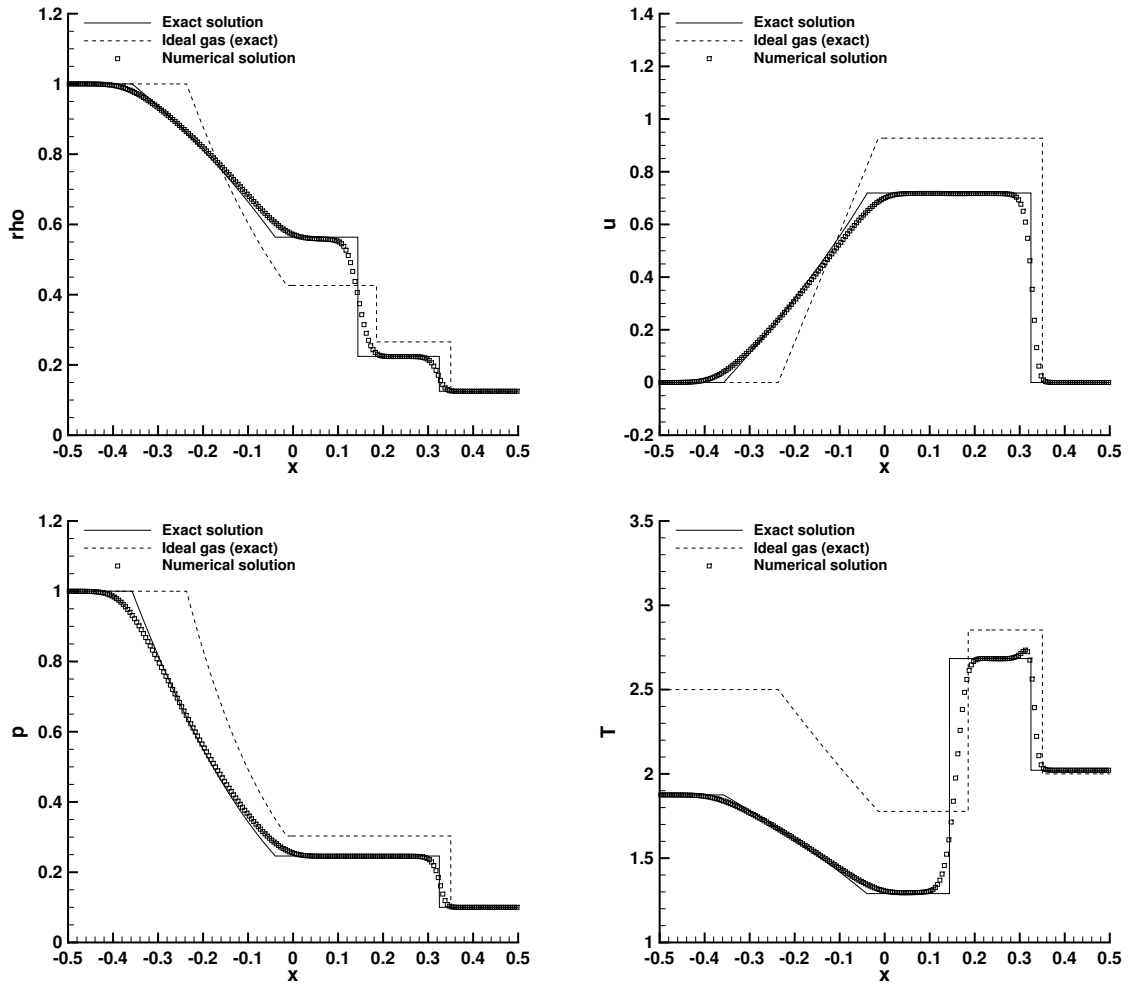 Exact solution
Ideal gas (exact)
Numerical solution
rho
1.2
1
0.8
0.6
0.4
0.2
0
-0.5 -0.4 -0.3 -0.2 -0.1 0 0.1 0.2 0.3 0.4 0.5
x
Exact solution
Ideal gas (exact)
Numerical solution
u
1.4
1.2
1
0.8
0.6
0.4
0.2
0
-0.2
-0.5 -0.4 -0.3 -0.2 -0.1 0 0.1 0.2 0.3 0.4 0.5
x
Exact solution
Ideal gas (exact)
Numerical solution
p
1.2
1
0.8
0.6
0.4
0.2
0
-0.5 -0.4 -0.3 -0.2 -0.1 0 0.1 0.2 0.3 0.4 0.5
x
Exact solution
Ideal gas (exact)
Numerical solution
T
3.5
3
2.5
2
1.5
1
-0.5 -0.4 -0.3 -0.2 -0.1 0 0.1 0.2 0.3 0.4 0.5
x